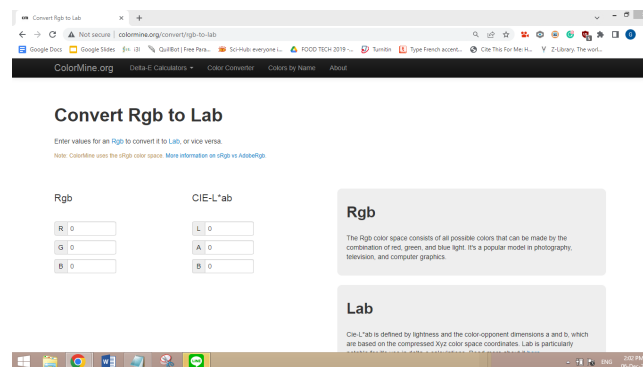 Convert Rgb to Lab
Not secure | colormine.org/convert/rgb-to-lab
Google Docs Google Slides (-∞ i3I QuillBot | Free Para... Sci-Hub: everyone i... FOOD TECH 2019 -... Turnitin Type French accent... Cite This For Me: H... Z-Library. The worl...
ColorMine.org Delta-E Calculators Color Converter Colors by Name About
Convert Rgb to Lab
Enter values for an Rgb to convert it to Lab, or vice versa.
Note: ColorMine uses the sRgb color space. More information on sRgb vs AdobeRgb
Rgb
R 0
G 0
B 0
CIE-L*ab
L 0
A 0
B 0
Rgb
The Rgb color space consists of all possible colors that can be made by the
combination of red, green, and blue light. It's a popular model in photography,
television, and computer graphics.
Lab
Cie-L*ab is defined by lightness and the color-opponent dimensions a and b, which
are based on the compressed Xyz color space coordinates. Lab is particularly
ENG 2:02 PM